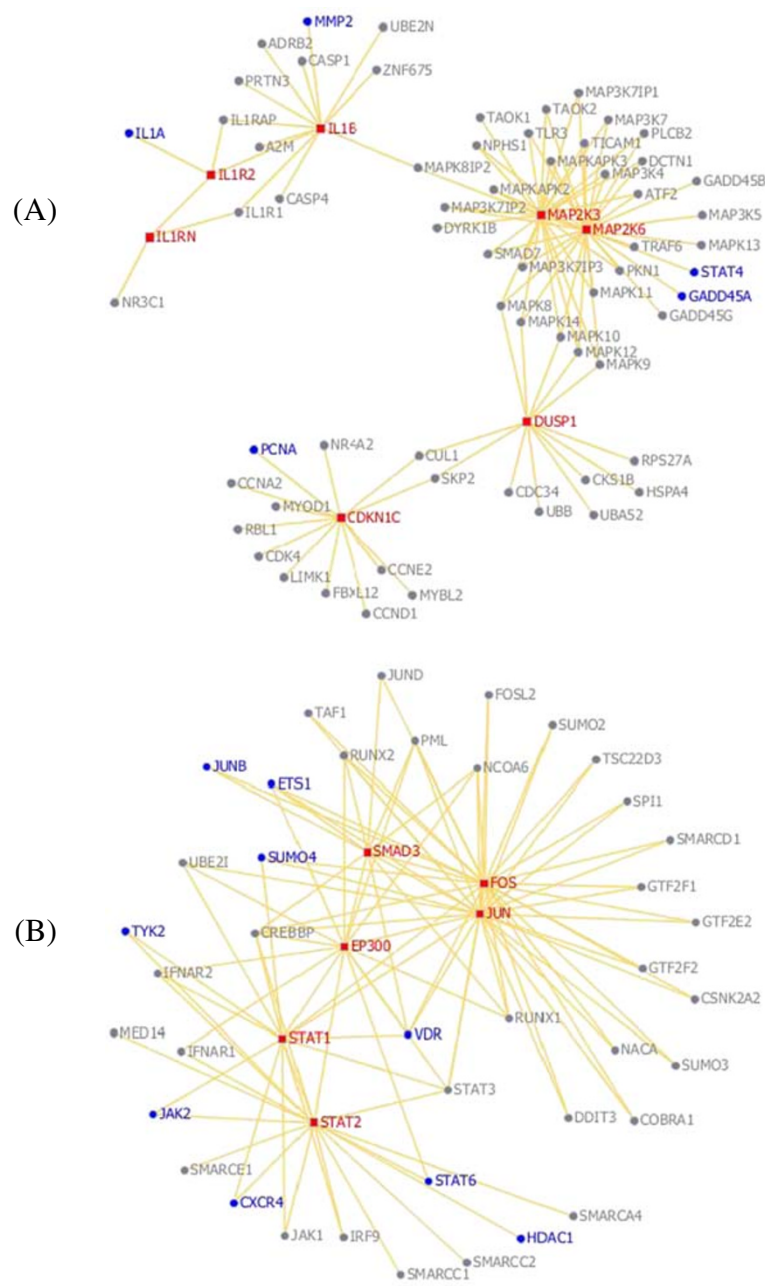 (A)
MMP2
UBE2N
ADRB2
CASP1
ZNF675
PRTN3
IL1RAP
IL1B
IL1A
A2M
IL1R2
CASP4
IL1R1
IL1RN
NR3C1
MAPK8IP2
MAP3K7IP1
TAOK2
TAOK1
MAP3K7
TLR3
PLCB2
NPHS1
TICAM1
MAPKAPK3
DCTN1
MAP3K4
GADD45B
MAPKAPK2
ATF2
MAP3K7IP2
MAP2K3
MAP3K5
DYRK1B
MAP2K6
TRAF6
MAPK13
SMAD7
MAP3K7IP3
PKN1
STAT4
MAPK11
GADD45A
MAPK8
GADD45G
MAPK14
MAPK10
MAPK12
MAPK9
DUSP1
NR4A2
PCNA
CUL1
RPS27A
SKP2
CCNA2
CKS1B
CDC34
HSPA4
MYOD1
UBB
UBA52
CDKN1C
RBL1
CDK4
CCNE2
LIMK1
FBXL12
MYBL2
CCND1
(B)
JUND
FOSL2
TAF1
SUMO2
PML
RUNX2
TSC22D3
JUNB
NCOA6
ETS1
SPI1
SMARCD1
SMAD3
SUMO4
UBE2I
FOS
GTF2F1
JUN
GTF2E2
TYK2
CREBBP
EP300
GTF2F2
IFNAR2
CSNK2A2
RUNX1
MED14
STAT1
VDR
IFNAR1
NACA
SUMO3
STAT3
JAK2
STAT2
DDIT3
COBRA1
SMARCE1
STAT6
CXCR4
SMARCA4
JAK1
IRF9
HDAC1
SMARCC2
SMARCC1